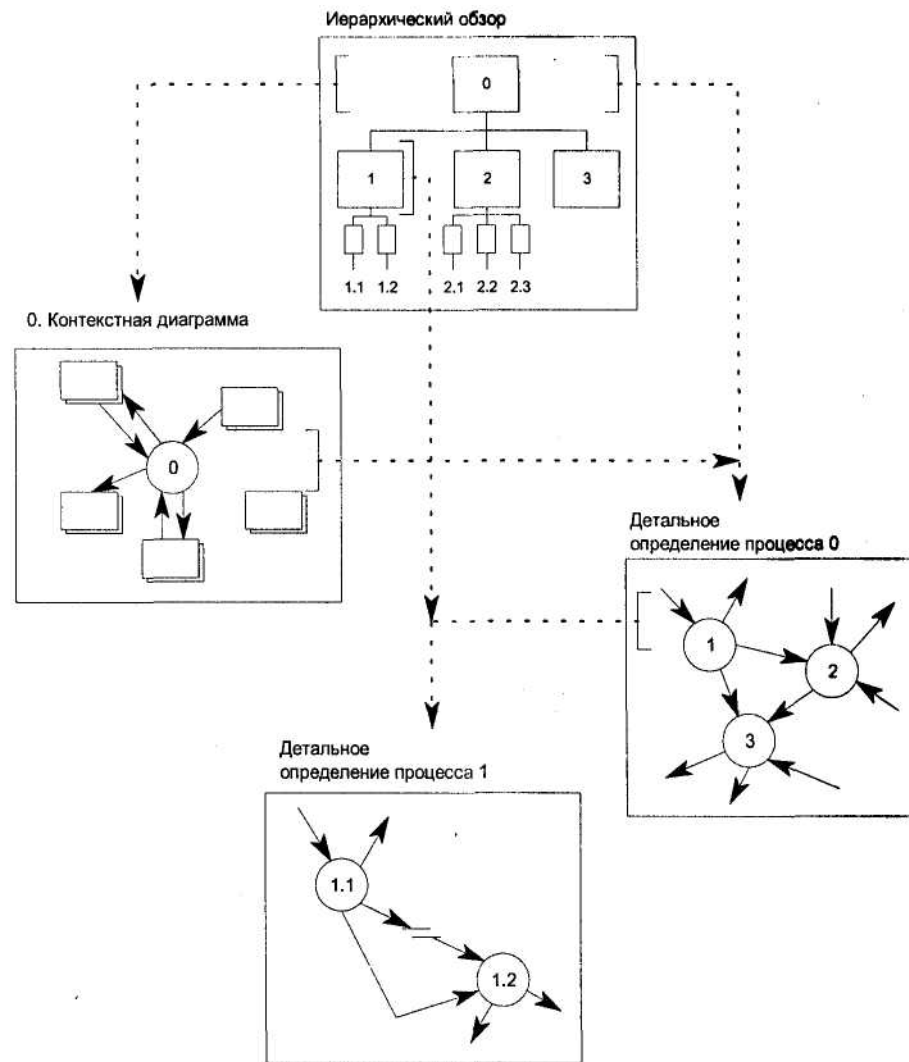 Иерархический обзор
0
1
2
3
1.1
1.2
2.1
2.2
2.3
0. Контекстная диаграмма
0
Детальное
определение процесса 0
1
2
3
Детальное
определение процесса 1
1.1
1.2